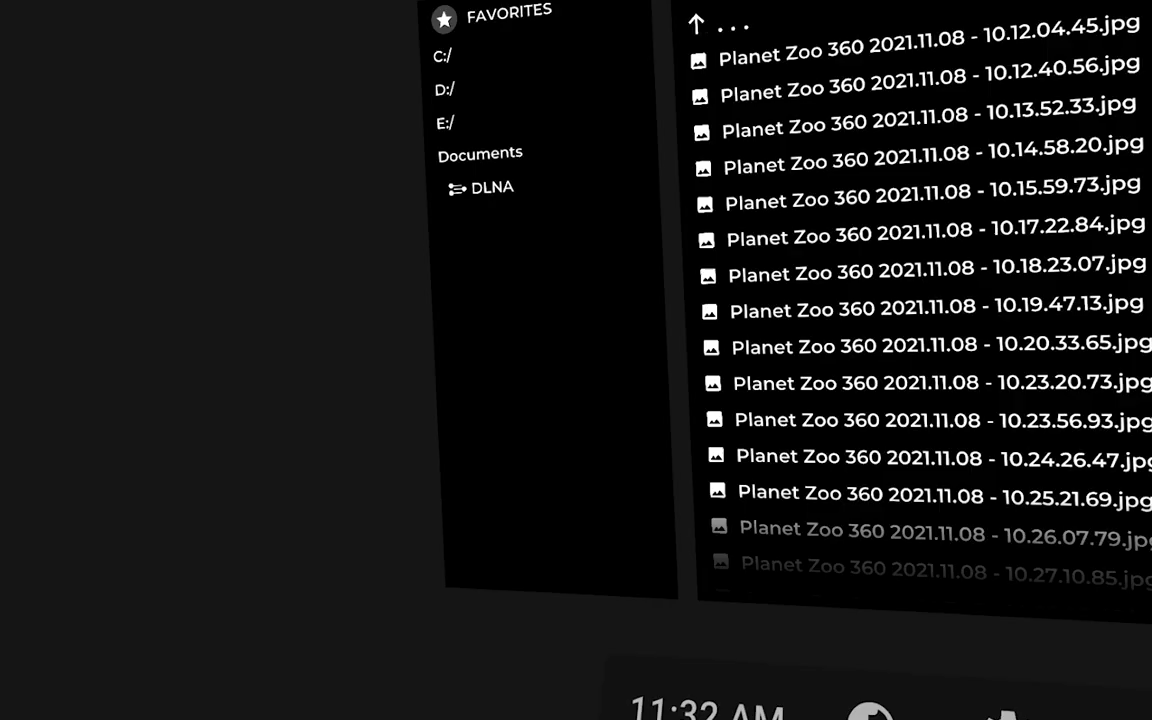 FAVORITES
C:/
D:/
E:/
Documents
DLNA
...
Planet Zoo 360 2021.11.08 - 10.12.04.45.jpg
Planet Zoo 360 2021.11.08 - 10.12.40.56.jpg
Planet Zoo 360 2021.11.08 - 10.13.52.33.jpg
Planet Zoo 360 2021.11.08 - 10.14.58.20.jpg
Planet Zoo 360 2021.11.08 - 10.15.59.73.jpg
Planet Zoo 360 2021.11.08 - 10.17.22.84.jpg
Planet Zoo 360 2021.11.08 - 10.18.23.07.jpg
Planet Zoo 360 2021.11.08 - 10.19.47.13.jpg
Planet Zoo 360 2021.11.08 - 10.20.33.65.jpg
Planet Zoo 360 2021.11.08 - 10.23.20.73.jpg
Planet Zoo 360 2021.11.08 - 10.23.56.93.jpg
Planet Zoo 360 2021.11.08 - 10.24.26.47.jpg
Planet Zoo 360 2021.11.08 - 10.25.21.69.jpg
Planet Zoo 360 2021.11.08 - 10.26.07.79.jpg
Planet Zoo 360 2021.11.08 - 10.27.10.85.jpg
11:32 AM